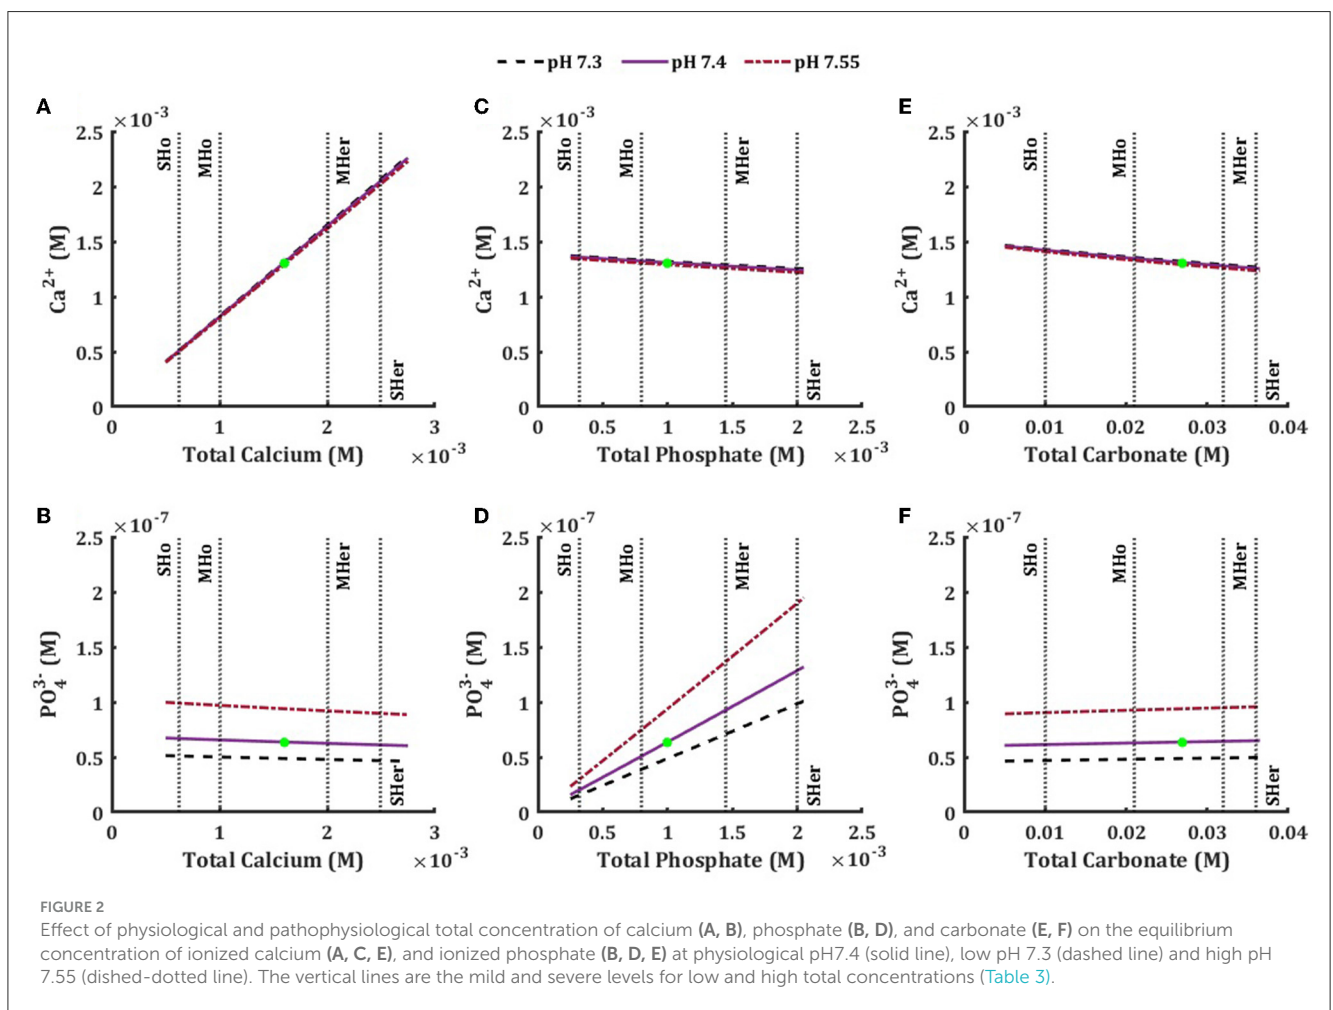 pH 7.3 pH 7.4 pH 7.55
A
×10⁻³
2.5
2
1.5
1
0.5
0
Ca²⁺ (M)
SHo
MHo
MHer
SHer
0 1 2 3
Total Calcium (M)
×10⁻³
C
×10⁻³
2.5
2
1.5
1
0.5
0
Ca²⁺ (M)
SHo
MHo
MHer
SHer
0 0.5 1 1.5 2 2.5
Total Phosphate (M)
×10⁻³
E
×10⁻³
2.5
2
1.5
1
0.5
0
Ca²⁺ (M)
SHo
MHo
MHer
SHer
0 0.01 0.02 0.03 0.04
Total Carbonate (M)
B
×10⁻⁷
2.5
2
1.5
1
0.5
0
PO₄³⁻ (M)
SHo
MHo
MHer
SHer
0 1 2 3
Total Calcium (M)
×10⁻³
D
×10⁻⁷
2.5
2
1.5
1
0.5
0
PO₄³⁻ (M)
SHo
MHo
MHer
SHer
0 0.5 1 1.5 2 2.5
Total Phosphate (M)
×10⁻³
F
×10⁻⁷
2.5
2
1.5
1
0.5
0
PO₄³⁻ (M)
SHo
MHo
MHer
SHer
0 0.01 0.02 0.03 0.04
Total Carbonate (M)
FIGURE 2
Effect of physiological and pathophysiological total concentration of calcium (A, B), phosphate (B, D), and carbonate (E, F) on the equilibrium
concentration of ionized calcium (A, C, E), and ionized phosphate (B, D, E) at physiological pH7.4 (solid line), low pH 7.3 (dashed line) and high pH
7.55 (dished-dotted line). The vertical lines are the mild and severe levels for low and high total concentrations (Table 3).